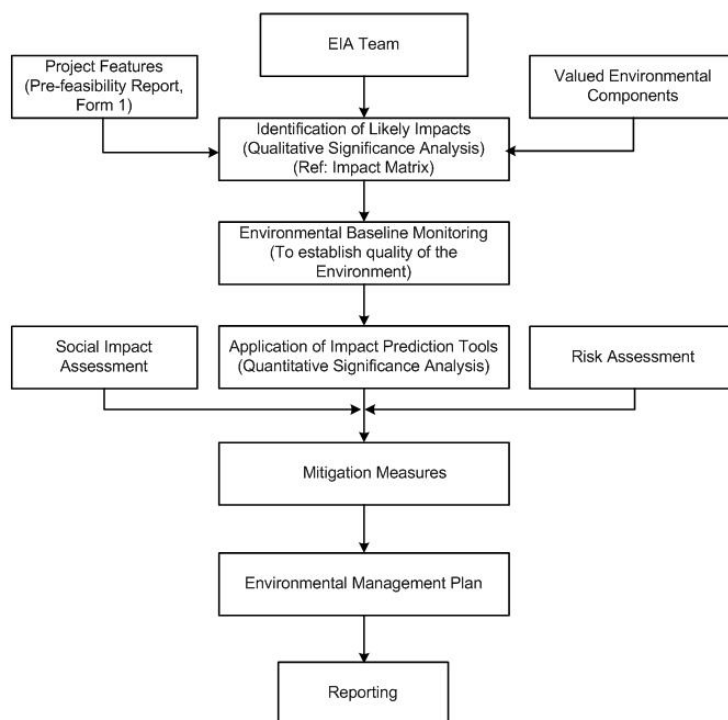 EIA Team
Project Features
(Pre-feasibility Report,
Form 1)
Valued Environmental
Components
Identification of Likely Impacts
(Qualitative Significance Analysis)
(Ref: Impact Matrix)
Environmental Baseline Monitoring
(To establish quality of the
Environment)
Social Impact
Assessment
Application of Impact Prediction Tools
(Quantitative Significance Analysis)
Risk Assessment
Mitigation Measures
Environmental Management Plan
Reporting